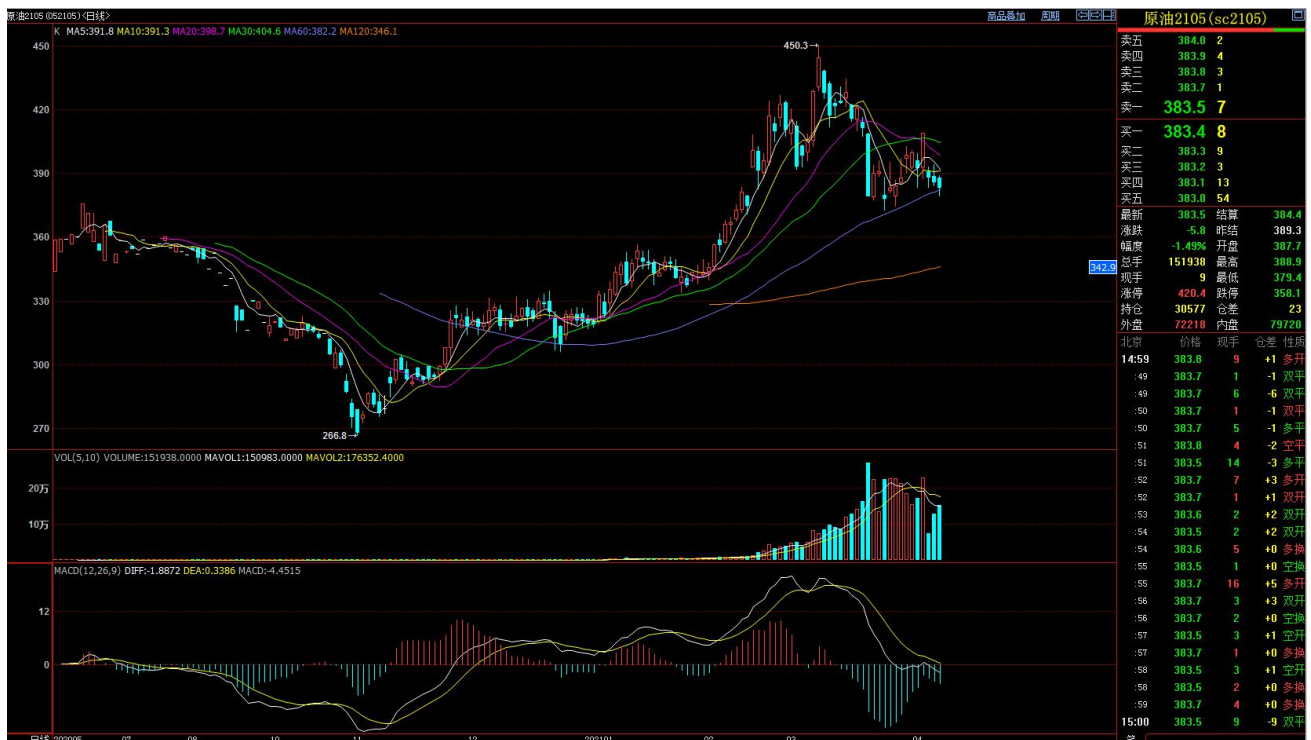 原油2105(052105)<日线>
商品叠加 周期
K MA5:391.8 MA10:391.3 MA20:398.7 MA30:404.6 MA60:382.2 MA120:346.1
450
420
390
360
330
300
270
450.3→
266.8→
342.9
VOL(5,10) VOLUME:151938.0000 MAVOL1:150983.0000 MAVOL2:176352.4000
20万
10万
MACD(12,26,9) DIFF:-1.8872 DEA:0.3386 MACD:-4.4515
12
0
日线 202005 07 08 10 11 12 202101 02 03 04
原油2105(sc2105)
卖五 384.0 2
卖四 383.9 4
卖三 383.8 3
卖二 383.7 1
卖一 383.5 7
买一 383.4 8
买二 383.3 9
买三 383.2 3
买四 383.1 13
买五 383.0 54
最新 383.5 结算 384.4
涨跌 -5.8 昨结 389.3
幅度 -1.49% 开盘 387.7
总手 151938 最高 388.9
现手 9 最低 379.4
涨停 420.4 跌停 358.1
持仓 30577 仓差 23
外盘 72218 内盘 79720
北京 价格 现手 仓差 性质
14:59 383.8 9 +1 多开
:49 383.7 1 -1 双平
:49 383.7 6 -6 双平
:50 383.7 1 -1 双平
:50 383.7 5 -1 多平
:51 383.8 4 -2 空平
:51 383.5 14 -3 多平
:52 383.7 7 +3 多开
:52 383.7 1 +1 双开
:53 383.6 2 +2 双开
:54 383.5 2 +2 双开
:54 383.6 5 +0 多换
:55 383.5 1 +0 空换
:55 383.7 16 +5 多开
:56 383.7 3 +3 双开
:56 383.7 2 +0 空换
:57 383.5 3 +1 空开
:57 383.7 1 +0 多换
:58 383.5 3 +1 空开
:58 383.5 2 +0 多换
:59 383.7 4 +0 多换
15:00 383.5 9 -9 双平